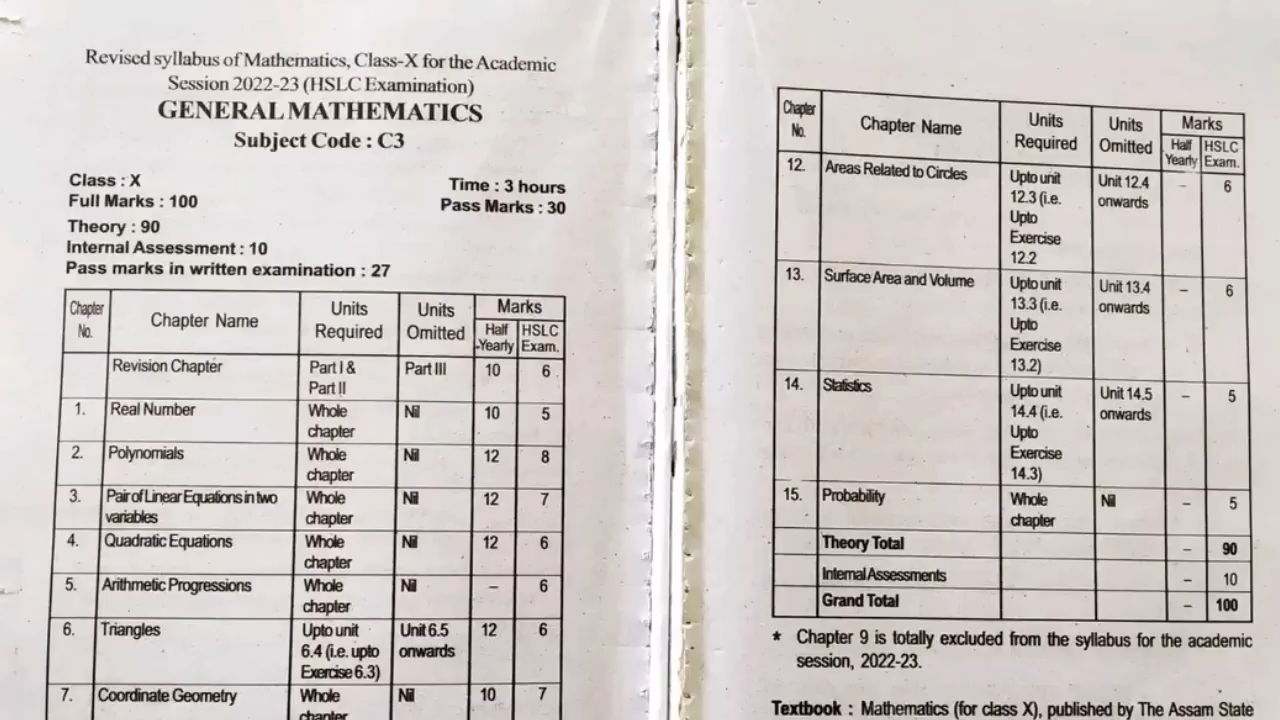 Revised syllabus of Mathematics, Class-X for the Academic
Session 2022-23 (HSLC Examination)
GENERAL MATHEMATICS
Subject Code : C3
Class : X
Time : 3 hours
Full Marks : 100
Pass Marks : 30
Theory : 90
Internal Assessment : 10
Pass marks in written examination : 27
Chapter No. Chapter Name Units Required Units Omitted Marks
Half Yearly HSLC Exam.
Revision Chapter Part I & Part III 10 6
Part II
1. Real Number Whole Nil 10 5
chapter
2. Polynomials Whole Nil 12 8
chapter
3. Pair of Linear Equations in two Whole Nil 12 7
variables chapter
4. Quadratic Equations Whole Nil 12 6
chapter
5. Arithmetic Progressions Whole Nil – 6
chapter
6. Triangles Upto unit Unit 6.5 12 6
6.4 (i.e. upto onwards
Exercise 6.3)
7. Coordinate Geometry Whole Nil 10 7
chapter
Chapter No. Chapter Name Units Required Units Omitted Marks
Half Yearly HSLC Exam.
12. Areas Related to Circles Upto unit Unit 12.4 – 6
12.3 (i.e. onwards
Upto
Exercise
12.2
13. Surface Area and Volume Upto unit Unit 13.4 – 6
13.3 (i.e. onwards
Upto
Exercise
13.2)
14. Statistics Upto unit Unit 14.5 – 5
14.4 (i.e. onwards
Upto
Exercise
14.3)
15. Probability Whole Nil – 5
chapter
Theory Total – 90
Internal Assessments – 10
Grand Total – 100
* Chapter 9 is totally excluded from the syllabus for the academic
session, 2022-23.
Textbook : Mathematics (for class X), published by The Assam State